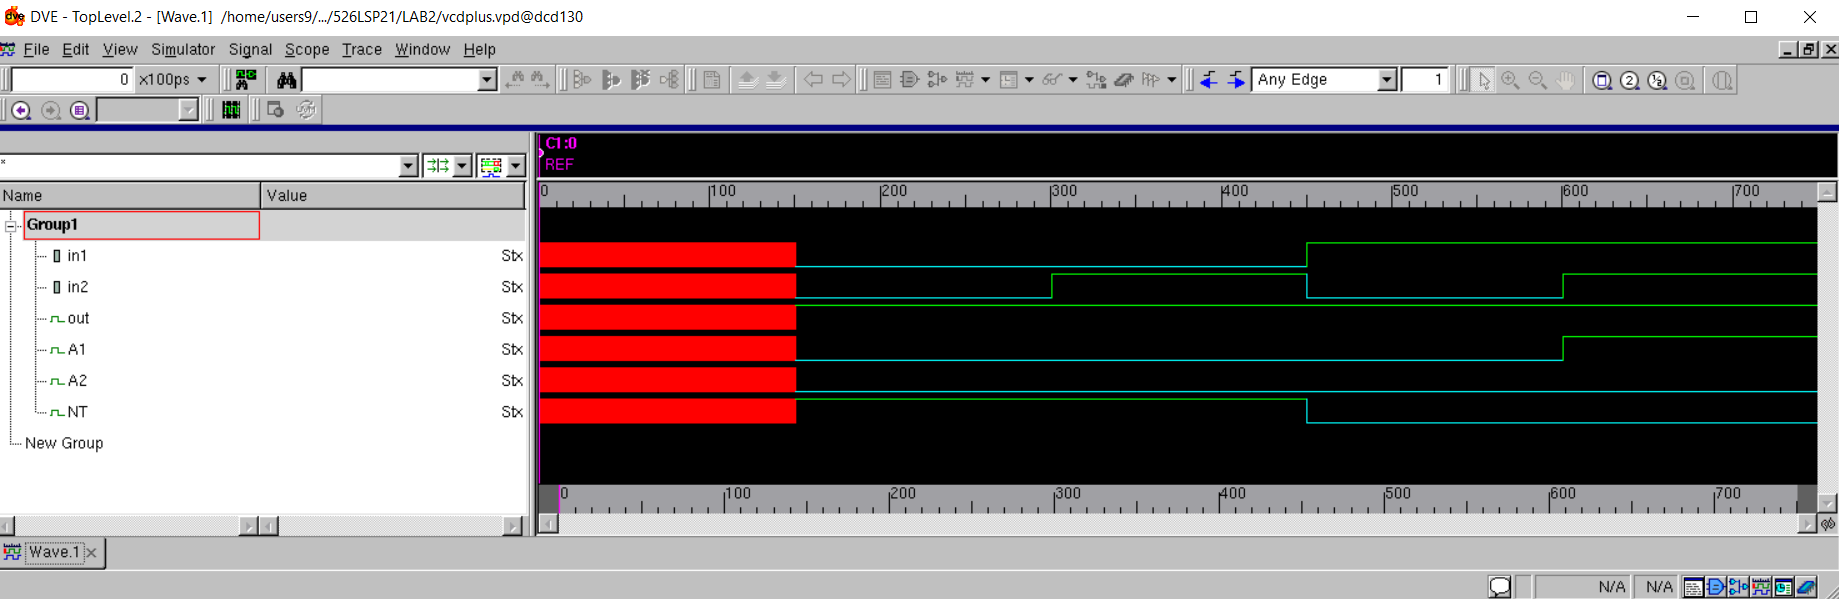 DVE - TopLevel.2 - [Wave.1] /home/users9/.../526LSP21/LAB2/vcdplus.vpd@dcd130
File Edit View Simulator Signal Scope Trace Window Help
0 x100ps Any Edge 1
C1:0
REF
*
Name Value
0 100 200 300 400 500 600 700
Group1
in1 StX
in2 StX
out StX
A1 StX
A2 StX
NT StX
New Group
0 100 200 300 400 500 600 700
Wave.1
N/A N/A